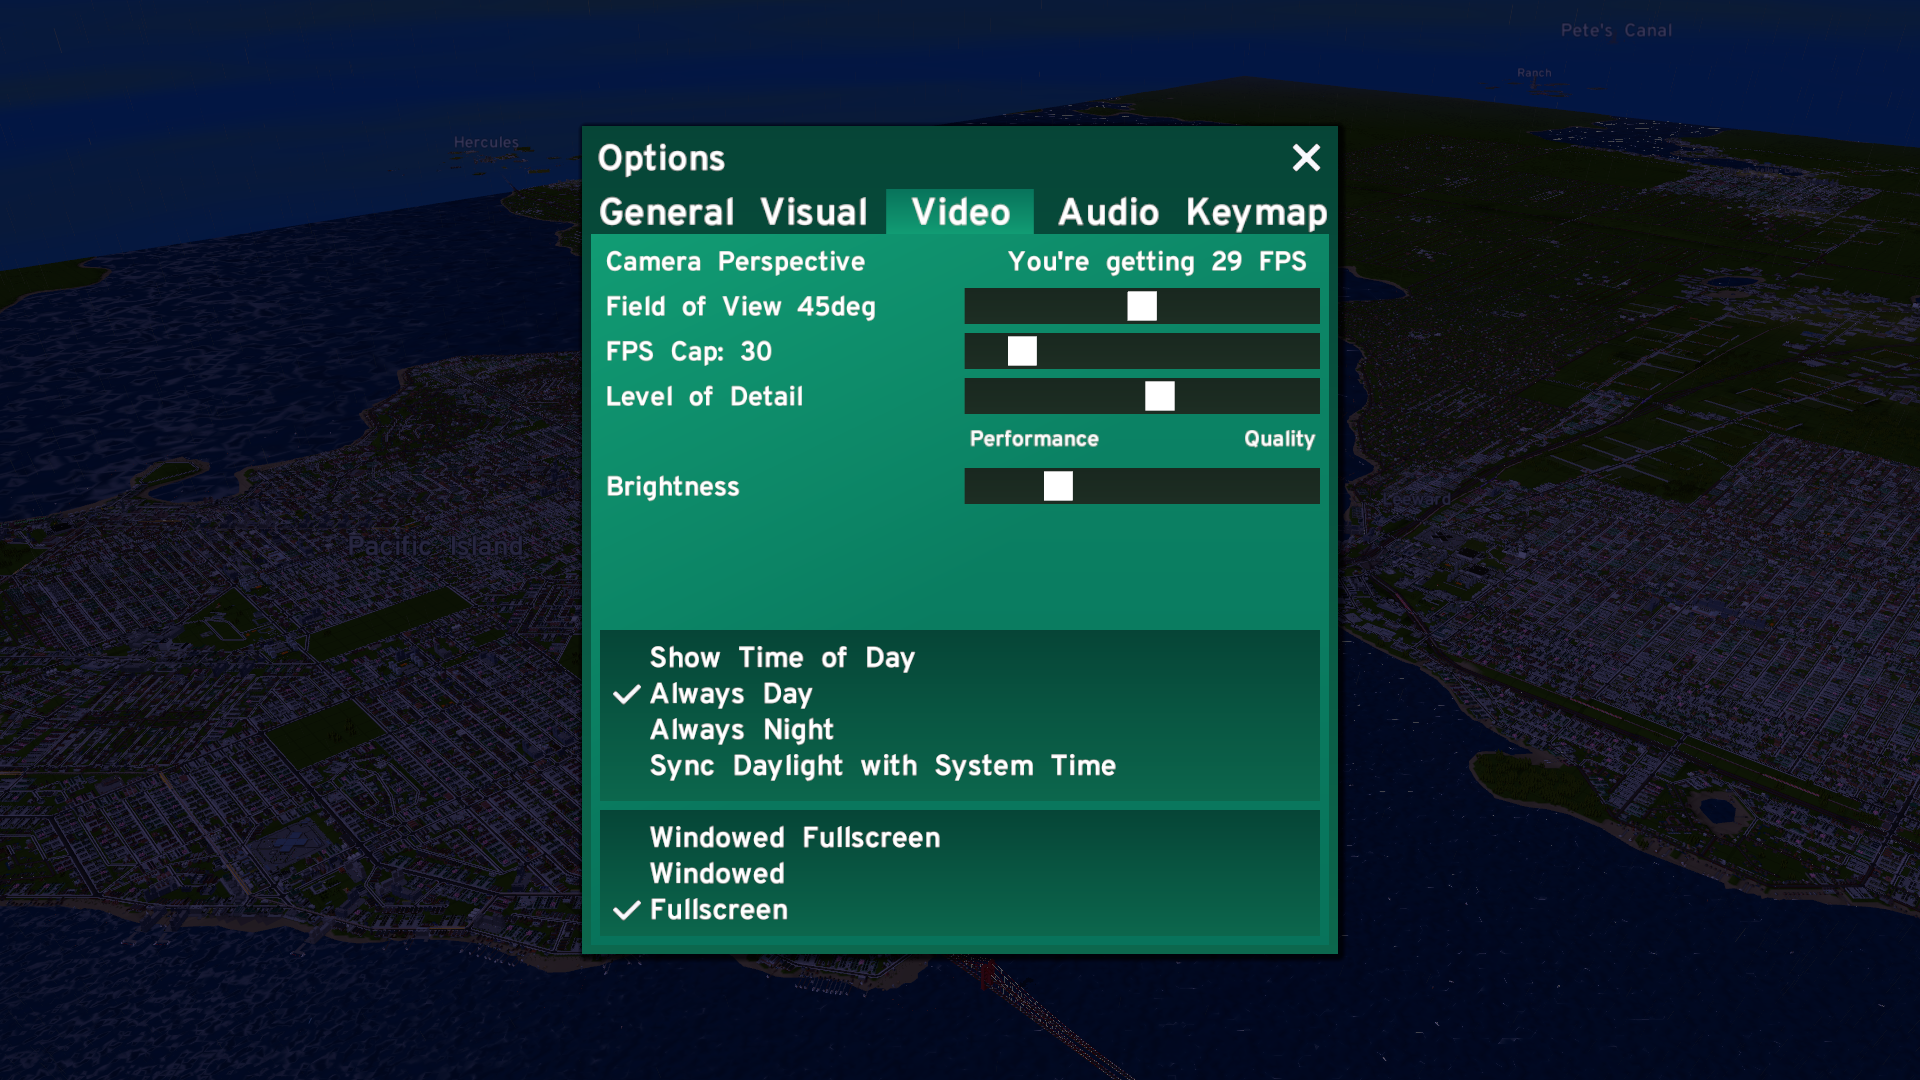 Pete's Canal
Ranch
Hercules
Options
General Visual Video Audio Keymap
Camera Perspective You're getting 29 FPS
Field of View 45deg
FPS Cap: 30
Level of Detail
Performance Quality
Brightness
Leeward
Pacific Island
Show Time of Day
Always Day
Always Night
Sync Daylight with System Time
Windowed Fullscreen
Windowed
Fullscreen